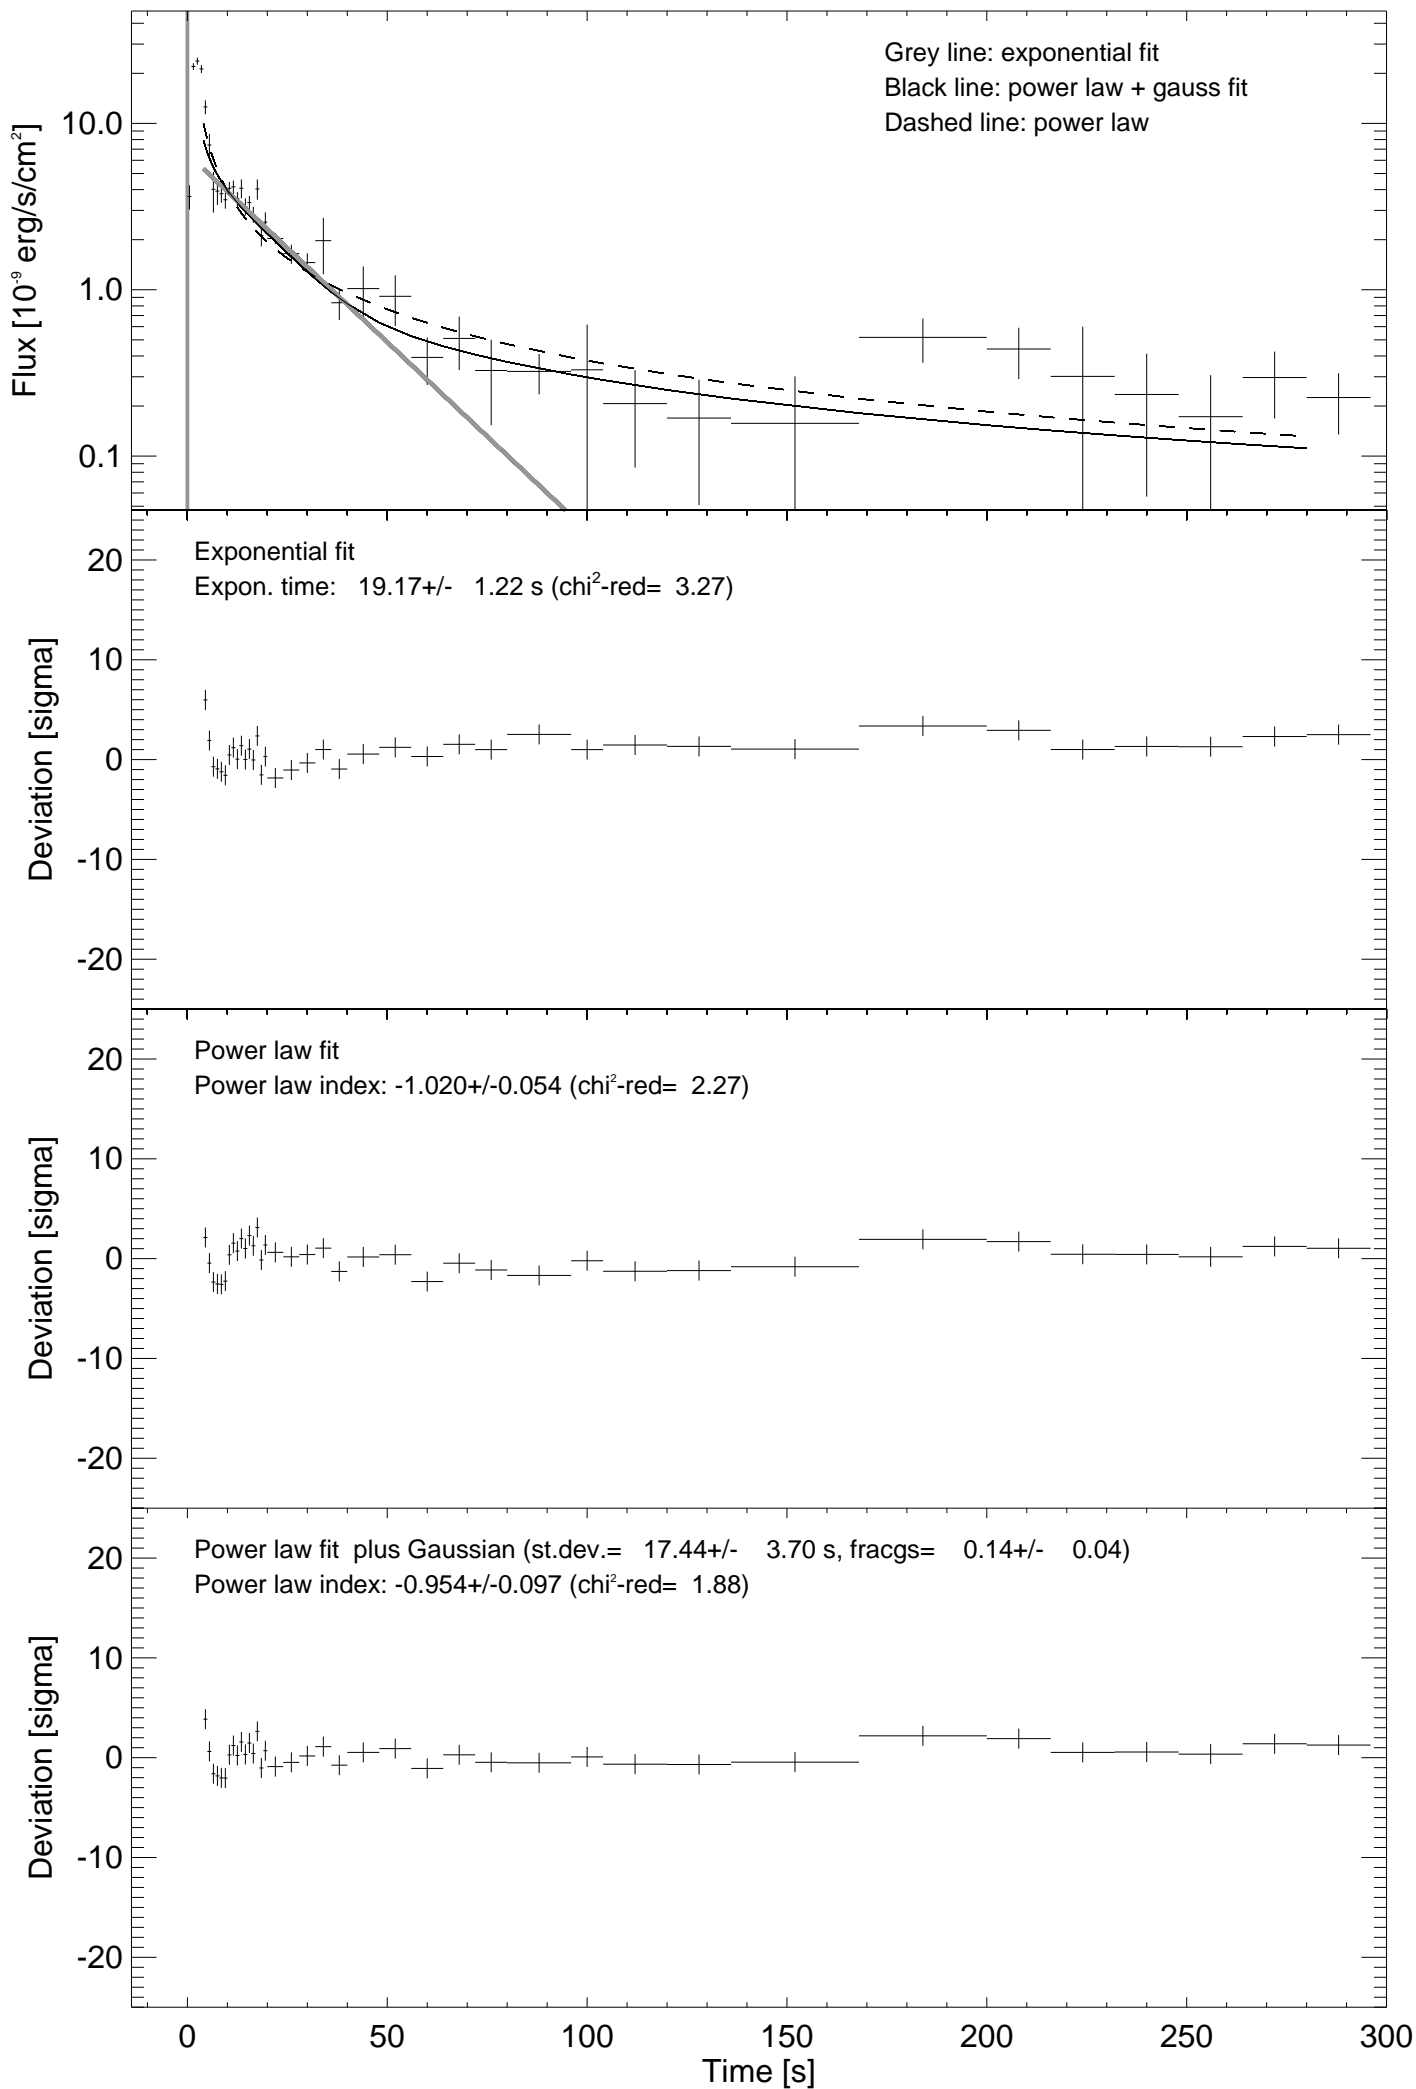 Grey line: exponential fit
Black line: power law + gauss fit
Dashed line: power law
10.0
1.0
0.1
Flux [10⁻⁹ erg/s/cm²]
Exponential fit
Expon. time: 19.17+/- 1.22 s (chi²-red= 3.27)
20
10
0
-10
-20
Deviation [sigma]
Power law fit
Power law index: -1.020+/-0.054 (chi²-red= 2.27)
20
10
0
-10
-20
Deviation [sigma]
Power law fit plus Gaussian (st.dev.= 17.44+/- 3.70 s, fracgs= 0.14+/- 0.04)
Power law index: -0.954+/-0.097 (chi²-red= 1.88)
20
10
0
-10
-20
Deviation [sigma]
0 50 100 150 200 250 300
Time [s]